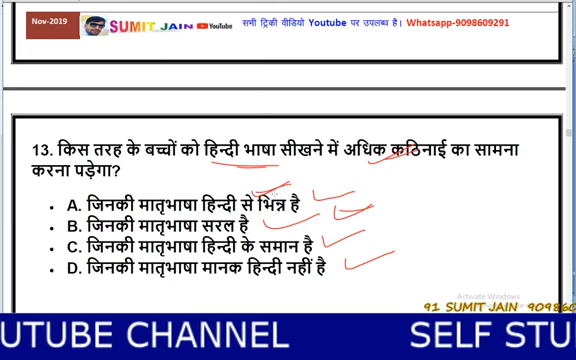 Nov-2019
SUMIT JAIN YouTube
सभी ट्रिकी वीडियो Youtube पर उपलब्ध है। Whatsapp-9098609291
13. किस तरह के बच्चों को हिन्दी भाषा सीखने में अधिक कठिनाई का सामना
करना पड़ेगा?
A. जिनकी मातृभाषा हिन्दी से भिन्न है
B. जिनकी मातृभाषा सरल है
C. जिनकी मातृभाषा हिन्दी के समान है
D. जिनकी मातृभाषा मानक हिन्दी नहीं है
Activate Windows
91 SUMIT JAIN 909860
UTUBE CHANNEL SELF STU